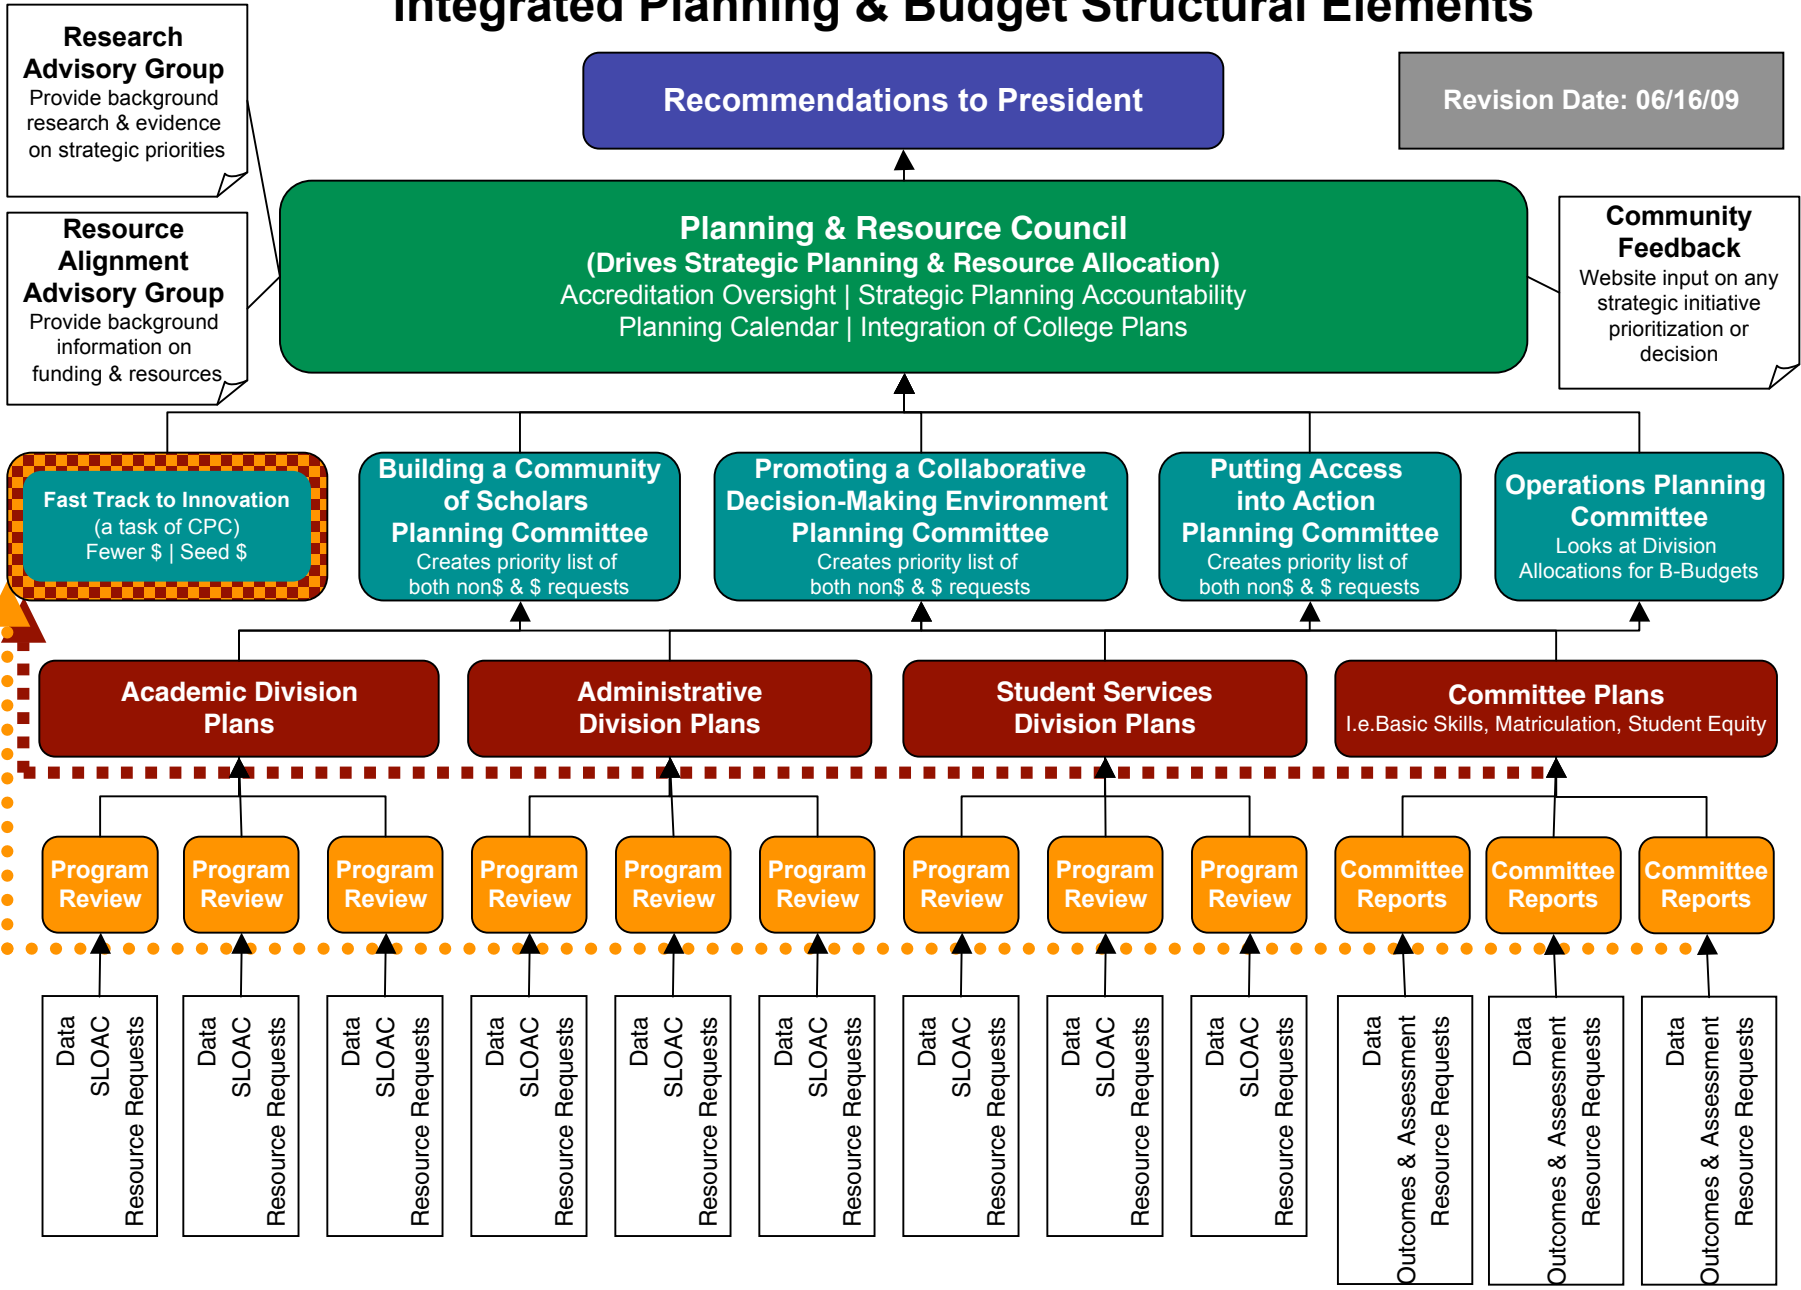 Integrated Planning & Budget Structural Elements
Research
Advisory Group
Provide background
research & evidence
on strategic priorities
Recommendations to President
Revision Date: 06/16/09
Resource
Alignment
Advisory Group
Provide background
information on
funding & resources
Planning & Resource Council
(Drives Strategic Planning & Resource Allocation)
Accreditation Oversight | Strategic Planning Accountability
Planning Calendar | Integration of College Plans
Community
Feedback
Website input on any
strategic initiative
prioritization or
decision
Fast Track to Innovation
(a task of CPC)
Fewer $ | Seed $
Building a Community
of Scholars
Planning Committee
Creates priority list of
both non$ & $ requests
Promoting a Collaborative
Decision-Making Environment
Planning Committee
Creates priority list of
both non$ & $ requests
Putting Access
into Action
Planning Committee
Creates priority list of
both non$ & $ requests
Operations Planning
Committee
Looks at Division
Allocations for B-Budgets
Academic Division
Plans
Administrative
Division Plans
Student Services
Division Plans
Committee Plans
I.e.Basic Skills, Matriculation, Student Equity
Program
Review
Program
Review
Program
Review
Program
Review
Program
Review
Program
Review
Program
Review
Program
Review
Program
Review
Committee
Reports
Committee
Reports
Committee
Reports
Data
SLOAC
Resource Requests
Data
SLOAC
Resource Requests
Data
SLOAC
Resource Requests
Data
SLOAC
Resource Requests
Data
SLOAC
Resource Requests
Data
SLOAC
Resource Requests
Data
SLOAC
Resource Requests
Data
SLOAC
Resource Requests
Data
SLOAC
Resource Requests
Data
Outcomes & Assessment
Resource Requests
Data
Outcomes & Assessment
Resource Requests
Data
Outcomes & Assessment
Resource Requests